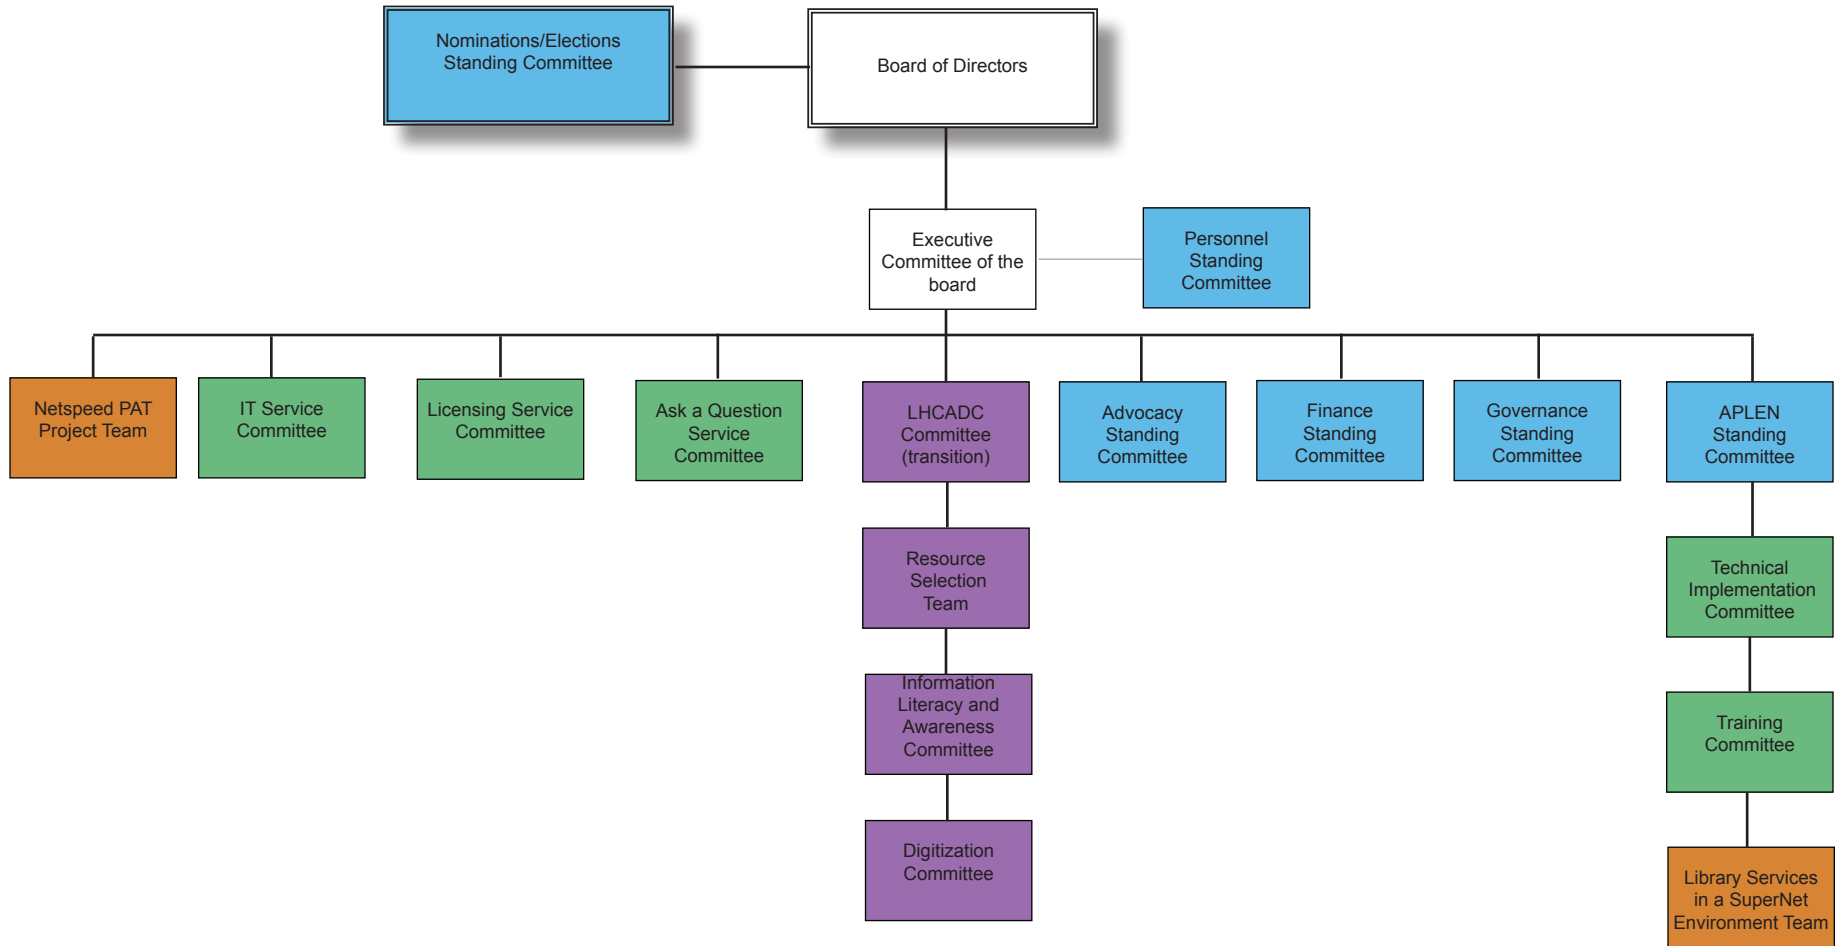 Nominations/Elections
Standing Committee
Board of Directors
Executive
Committee of the
board
Personnel
Standing
Committee
Netspeed PAT
Project Team
IT Service
Committee
Licensing Service
Committee
Ask a Question
Service
Committee
LHCADC
Committee
(transition)
Advocacy
Standing
Committee
Finance
Standing
Committee
Governance
Standing
Committee
APLEN
Standing
Committee
Resource
Selection
Team
Technical
Implementation
Committee
Information
Literacy and
Awareness
Committee
Training
Committee
Digitization
Committee
Library Services
in a SuperNet
Environment Team